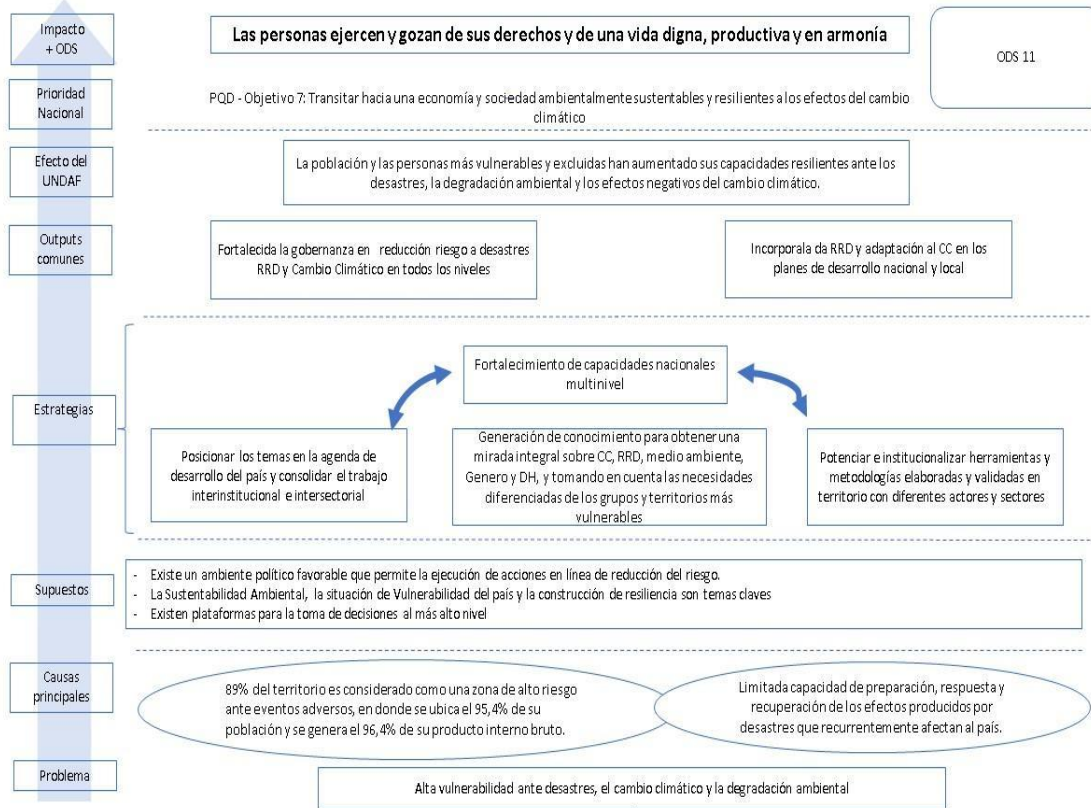 Impacto
+ ODS
Las personas ejercen y gozan de sus derechos y de una vida digna, productiva y en armonía
ODS 11
Prioridad
Nacional
PQD - Objetivo 7: Transitar hacia una economía y sociedad ambientalmente sustentables y resilientes a los efectos del cambio
climático
Efecto del
UNDAF
La población y las personas más vulnerables y excluidas han aumentado sus capacidades resilientes ante los
desastres, la degradación ambiental y los efectos negativos del cambio climático.
Outputs
comunes
Fortalecida la gobernanza en reducción riesgo a desastres
RRD y Cambio Climático en todos los niveles
Incorporala da RRD y adaptación al CC en los
planes de desarrollo nacional y local
Estrategias
Fortalecimiento de capacidades nacionales
multinivel
Posicionar los temas en la agenda de
desarrollo del país y consolidar el trabajo
interinstitucional e intersectorial
Generación de conocimiento para obtener una
mirada integral sobre CC, RRD, medio ambiente,
Genero y DH, y tomando en cuenta las necesidades
diferenciadas de los grupos y territorios más
vulnerables
Potenciar e institucionalizar herramientas y
metodologías elaboradas y validadas en
territorio con diferentes actores y sectores
Supuestos
- Existe un ambiente político favorable que permite la ejecución de acciones en línea de reducción del riesgo.
- La Sustentabilidad Ambiental, la situación de Vulnerabilidad del país y la construcción de resiliencia son temas claves
- Existen plataformas para la toma de decisiones al más alto nivel
Causas
principales
89% del territorio es considerado como una zona de alto riesgo
ante eventos adversos, en donde se ubica el 95,4% de su
población y se genera el 96,4% de su producto interno bruto.
Limitada capacidad de preparación, respuesta y
recuperación de los efectos producidos por
desastres que recurrentemente afectan al país.
Problema
Alta vulnerabilidad ante desastres, el cambio climático y la degradación ambiental